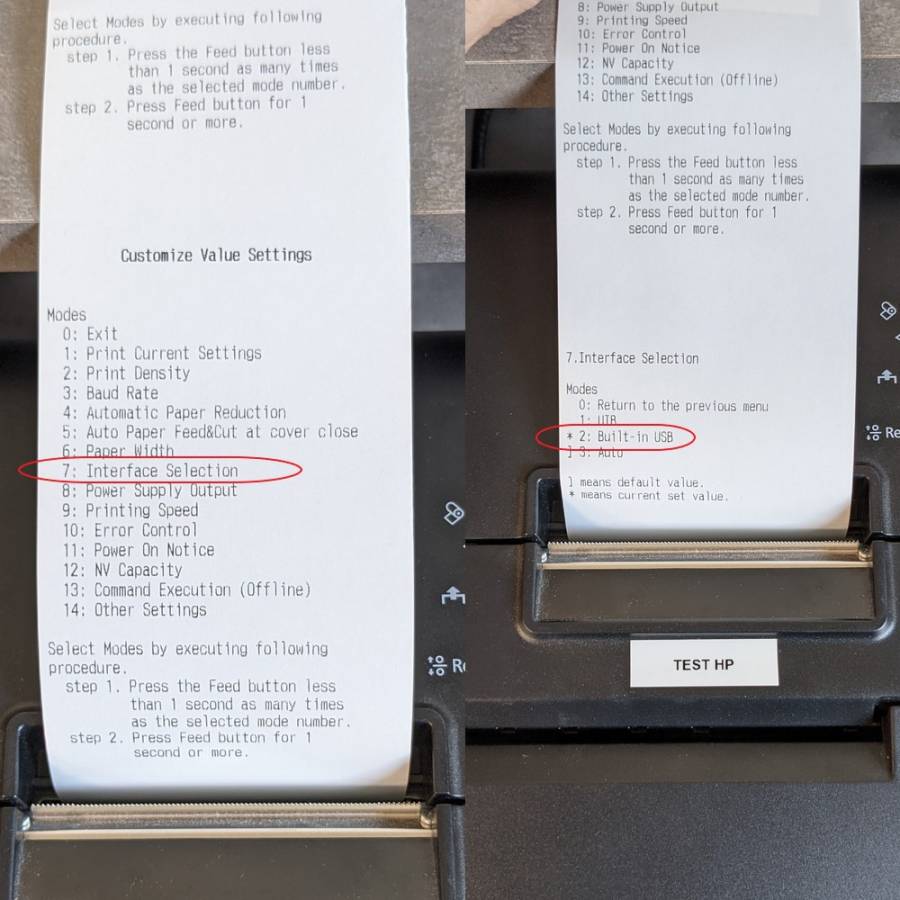 Select Modes by executing following
procedure.
step 1. Press the Feed button less
than 1 second as many times
as the selected mode number.
step 2. Press Feed button for 1
second or more.
Customize Value Settings
Modes
0: Exit
1: Print Current Settings
2: Print Density
3: Baud Rate
4: Automatic Paper Reduction
5: Auto Paper Feed&Cut at cover close
6: Paper Width
7: Interface Selection
8: Power Supply Output
9: Printing Speed
10: Error Control
11: Power On Notice
12: NV Capacity
13: Command Execution (Offline)
14: Other Settings
Select Modes by executing following
procedure.
step 1. Press the Feed button less
than 1 second as many times
as the selected mode number.
step 2. Press Feed button for 1
second or more.
8: Power Supply Output
9: Printing Speed
10: Error Control
11: Power On Notice
12: NV Capacity
13: Command Execution (Offline)
14: Other Settings
Select Modes by executing following
procedure.
step 1. Press the Feed button less
than 1 second as many times
as the selected mode number.
step 2. Press Feed button for 1
second or more.
7.Interface Selection
Modes
0: Return to the previous menu
1: UIB
* 2: Built-in USB
] 3: Auto
] means default value.
* means current set value.
TEST HP
Re